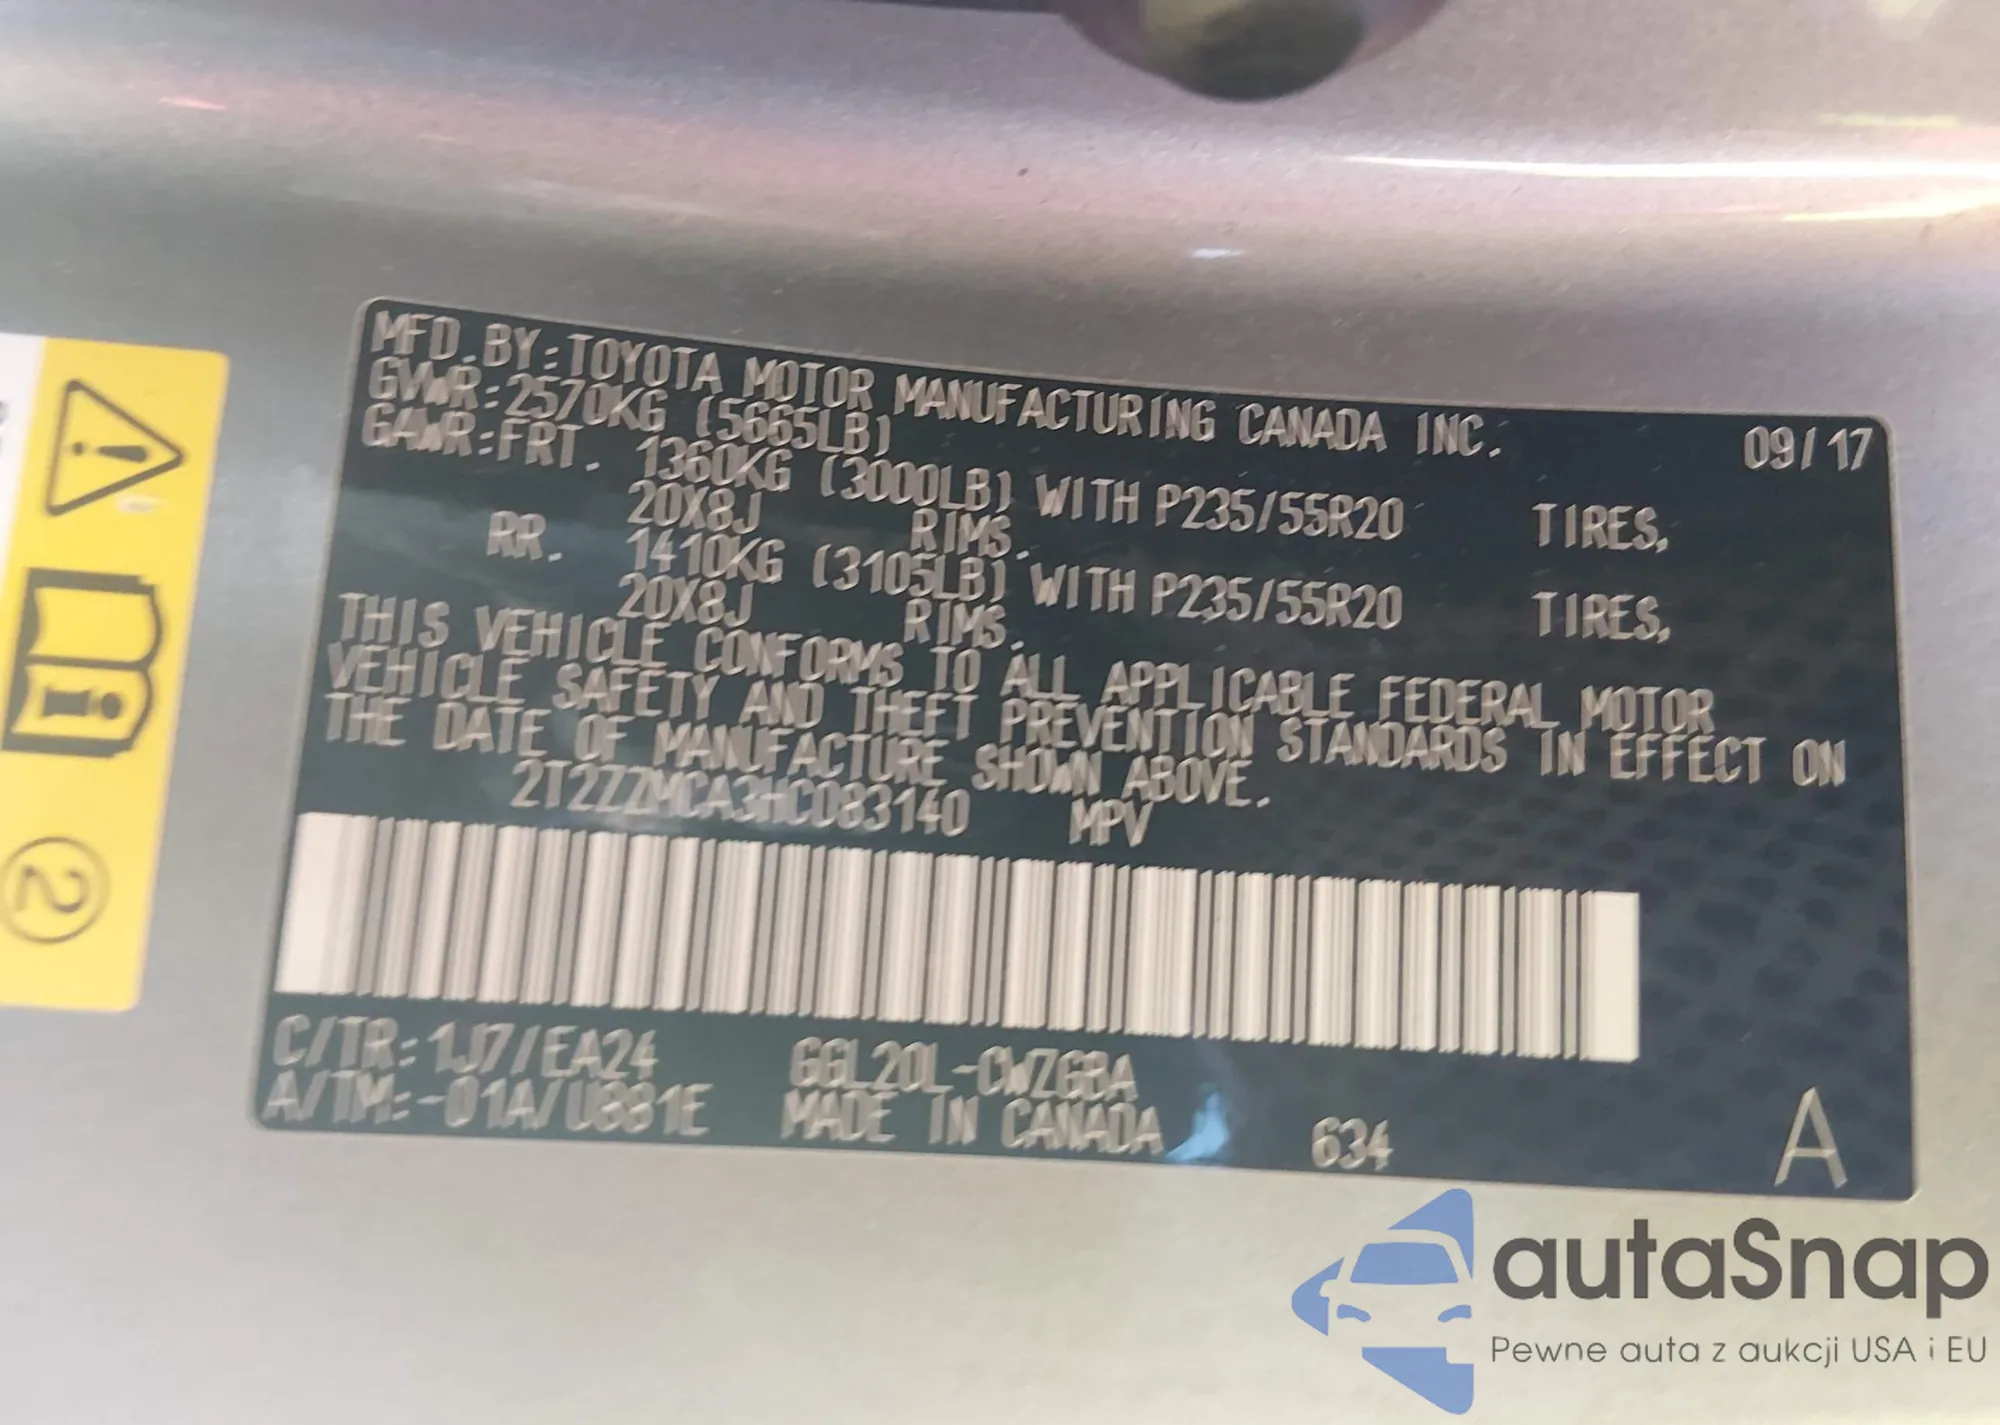 MFD.BY:TOYOTA MOTOR MANUFACTURING CANADA INC. 09/17
GVWR:2570KG (5665LB)
GAWR:FRT. 1360KG (3000LB) WITH P235/55R20 TIRES,
20X8J RIMS.
RR. 1410KG (3105LB) WITH P235/55R20 TIRES,
20X8J RIMS.
THIS VEHICLE CONFORMS TO ALL APPLICABLE FEDERAL MOTOR
VEHICLE SAFETY AND THEFT PREVENTION STANDARDS IN EFFECT ON
THE DATE OF MANUFACTURE SHOWN ABOVE.
2T2ZZMCA3HC083140 MPV
C/TR:1J7/EA24 GGL20L-CWZGBA
A/TM:-01A/U881E MADE IN CANADA 634 A
2
autaSnap
Pewne auta z aukcji USA i EU